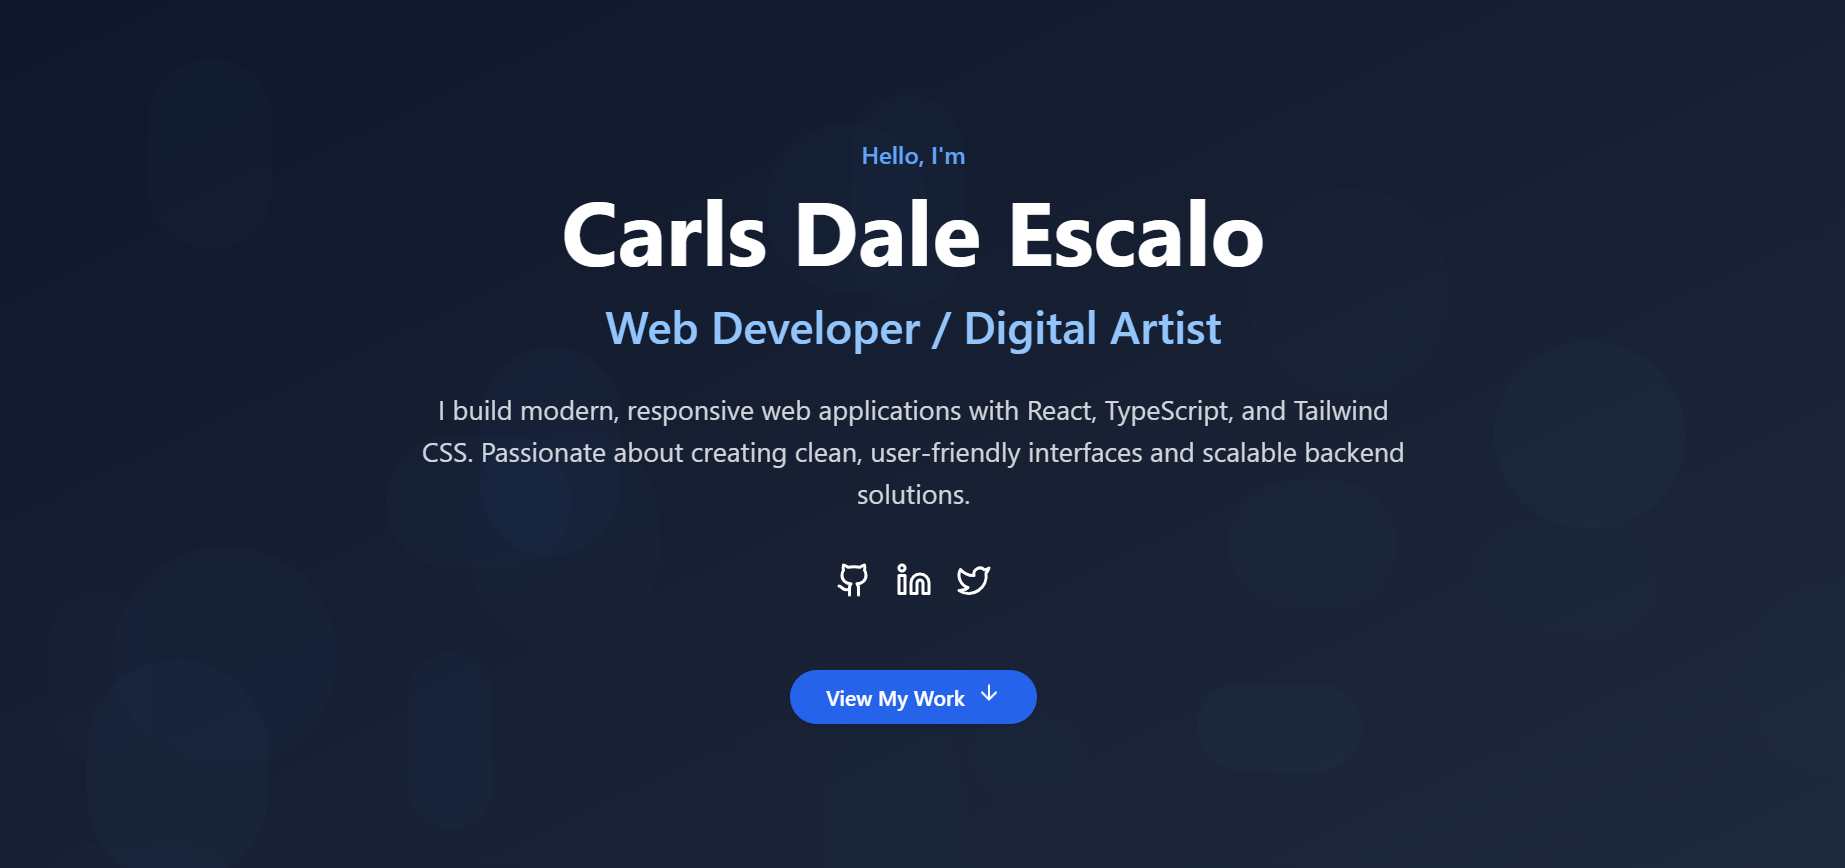 Hello, I'm
Carls Dale Escalo
Web Developer / Digital Artist
I build modern, responsive web applications with React, TypeScript, and Tailwind
CSS. Passionate about creating clean, user-friendly interfaces and scalable backend
solutions.
View My Work